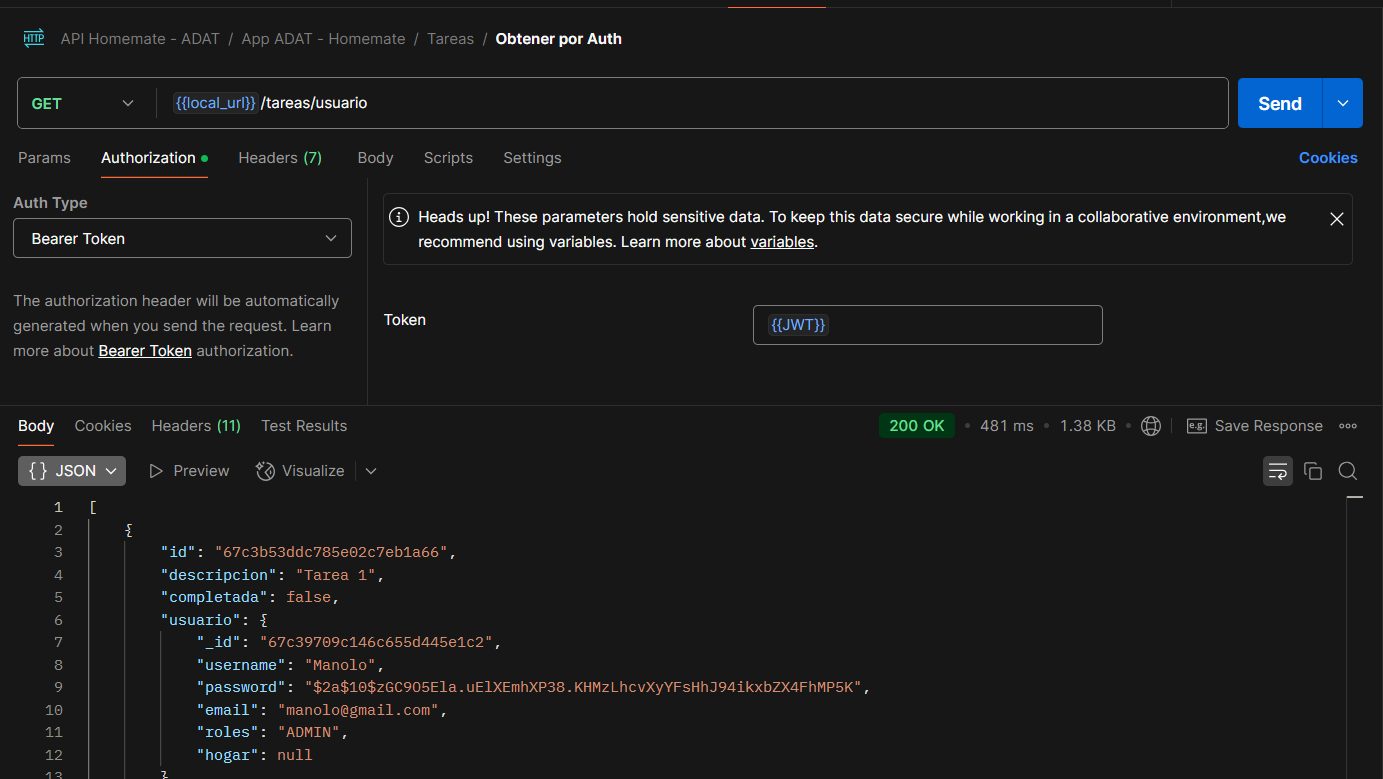 HTTP API Homemate - ADAT / App ADAT - Homemate / Tareas / Obtener por Auth
GET {{local_url}}/tareas/usuario Send
Params Authorization Headers (7) Body Scripts Settings Cookies
Auth Type
Bearer Token
The authorization header will be automatically
generated when you send the request. Learn
more about Bearer Token authorization.
Heads up! These parameters hold sensitive data. To keep this data secure while working in a collaborative environment,we
recommend using variables. Learn more about variables.
Token {{JWT}}
Body Cookies Headers (11) Test Results 200 OK • 481 ms • 1.38 KB • e.g. Save Response
{} JSON Preview Visualize
1 [
2 {
3 "id": "67c3b53ddc785e02c7eb1a66",
4 "descripcion": "Tarea 1",
5 "completada": false,
6 "usuario": {
7 "_id": "67c39709c146c655d445e1c2",
8 "username": "Manolo",
9 "password": "$2a$10$zGC9O5Ela.uElXEmhXP38.KHMzLhcvXyYFsHhJ94ikxbZX4FhMP5K",
10 "email": "manolo@gmail.com",
11 "roles": "ADMIN",
12 "hogar": null
13 }